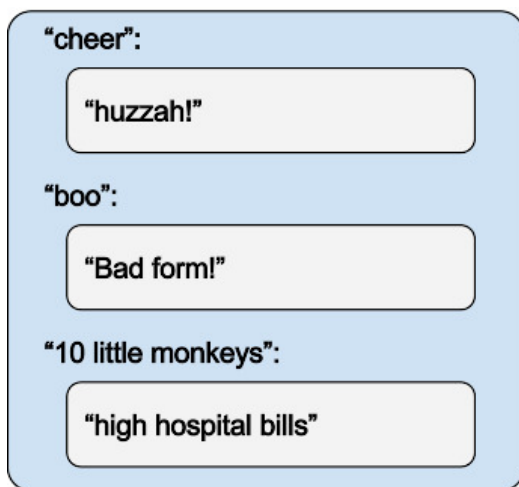 “cheer”:
“huzzah!”
“boo”:
“Bad form!”
“10 little monkeys”:
“high hospital bills”